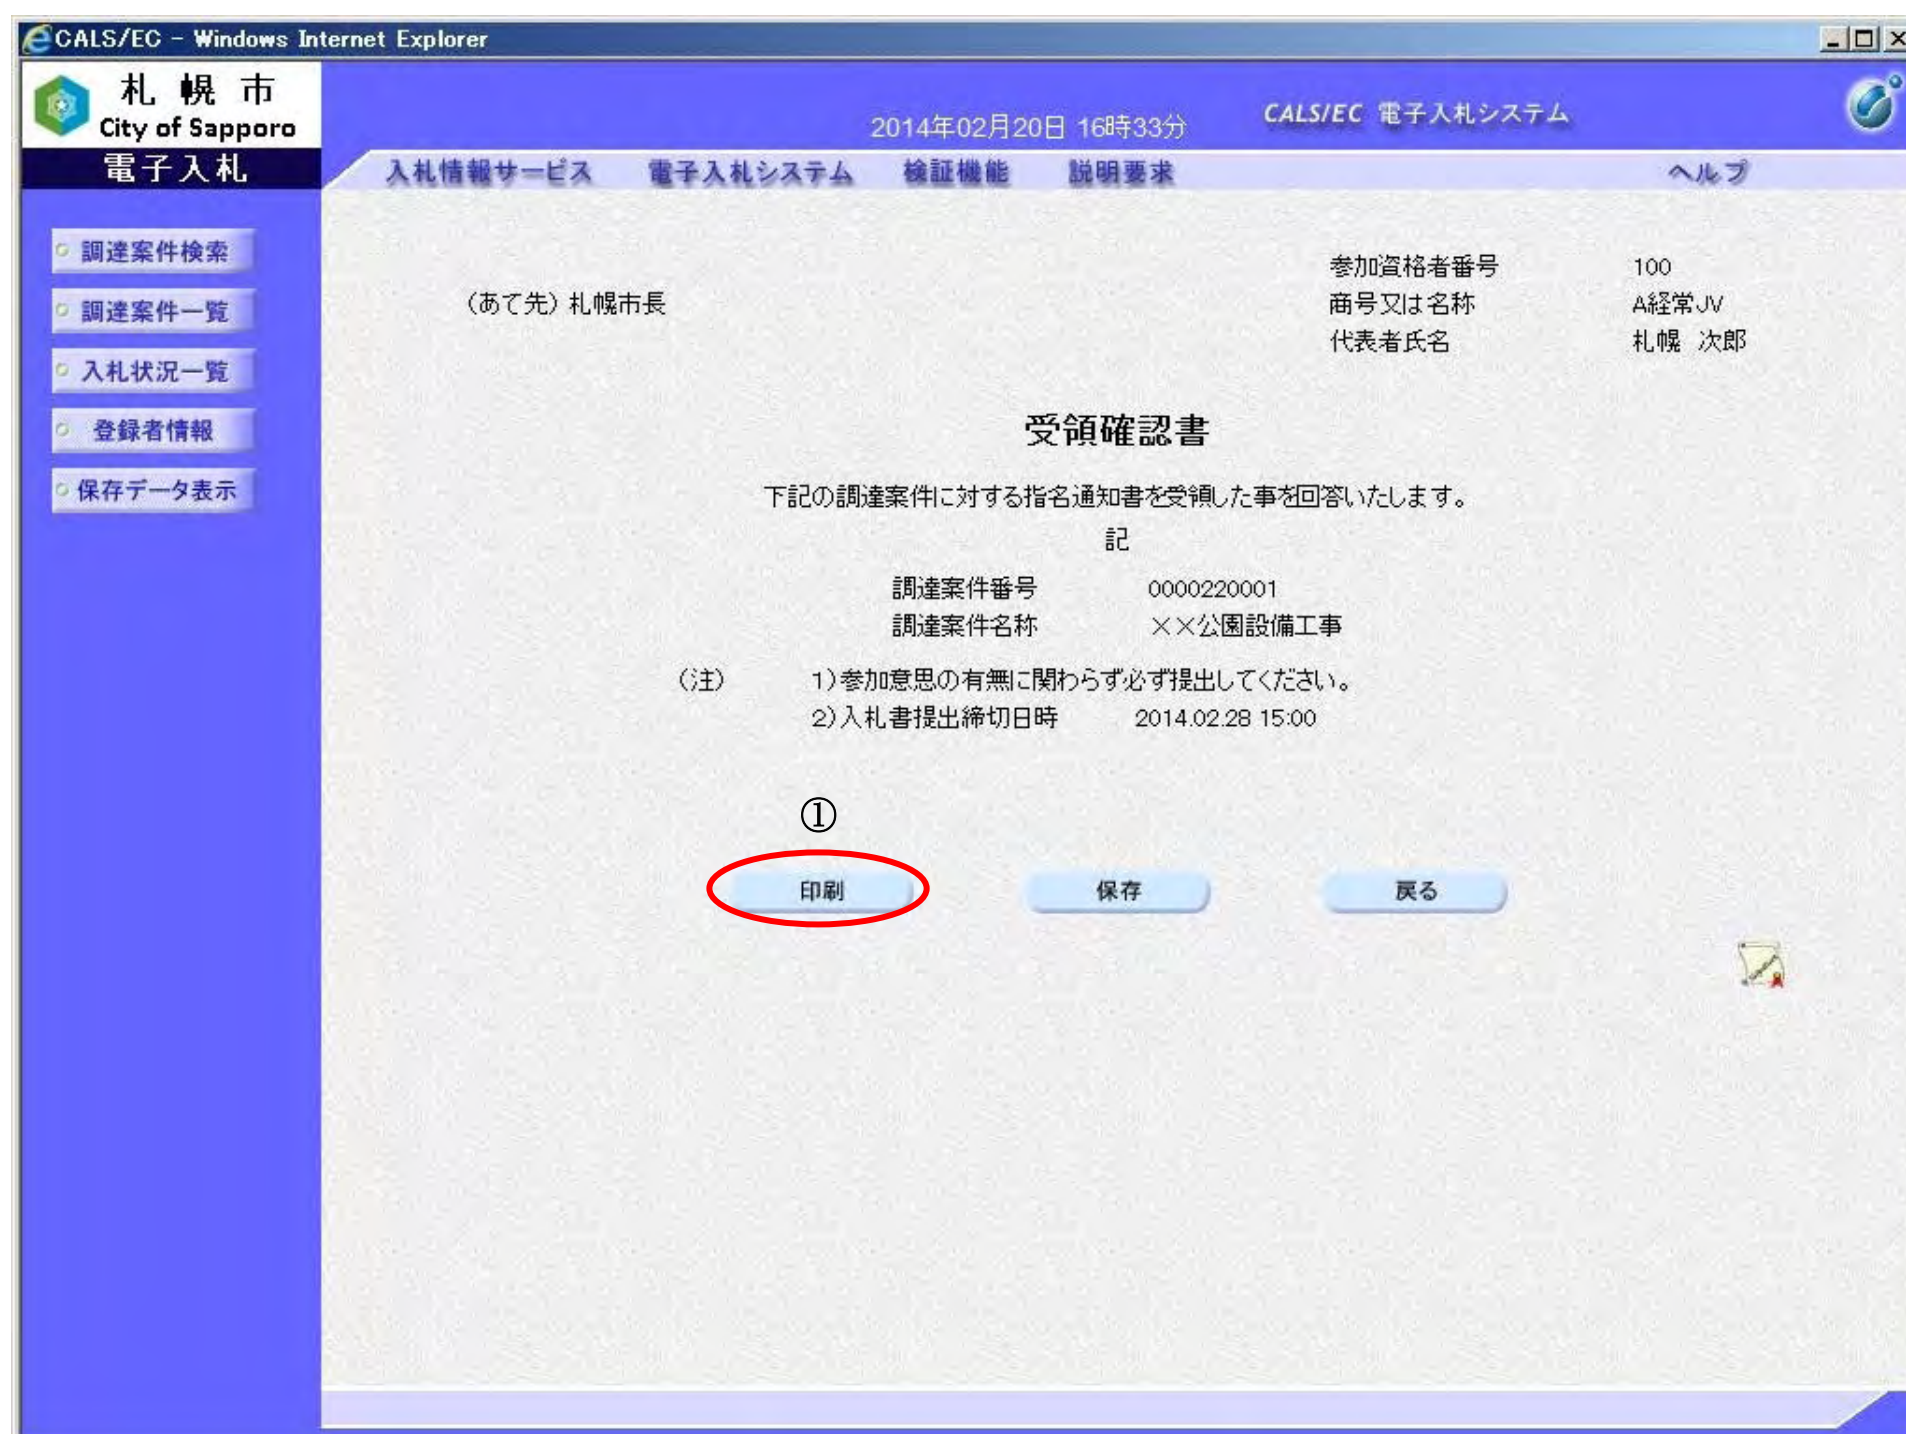 CALS/EC - Windows Internet Explorer
札 幌 市
City of Sapporo
電子入札
2014年02月20日 16時33分
CALS/EC 電子入札システム
入札情報サービス 電子入札システム 検証機能 説明要求 ヘルプ
調達案件検索
調達案件一覧
入札状況一覧
登録者情報
保存データ表示
(あて先) 札幌市長
参加資格者番号 100
商号又は名称 A経常JV
代表者氏名 札幌 次郎
受領確認書
下記の調達案件に対する指名通知書を受領した事を回答いたします。
記
調達案件番号 0000220001
調達案件名称 ××公園設備工事
(注) 1)参加意思の有無に関わらず必ず提出してください。
2)入札書提出締切日時 2014.02.28 15:00
①
印刷 保存 戻る